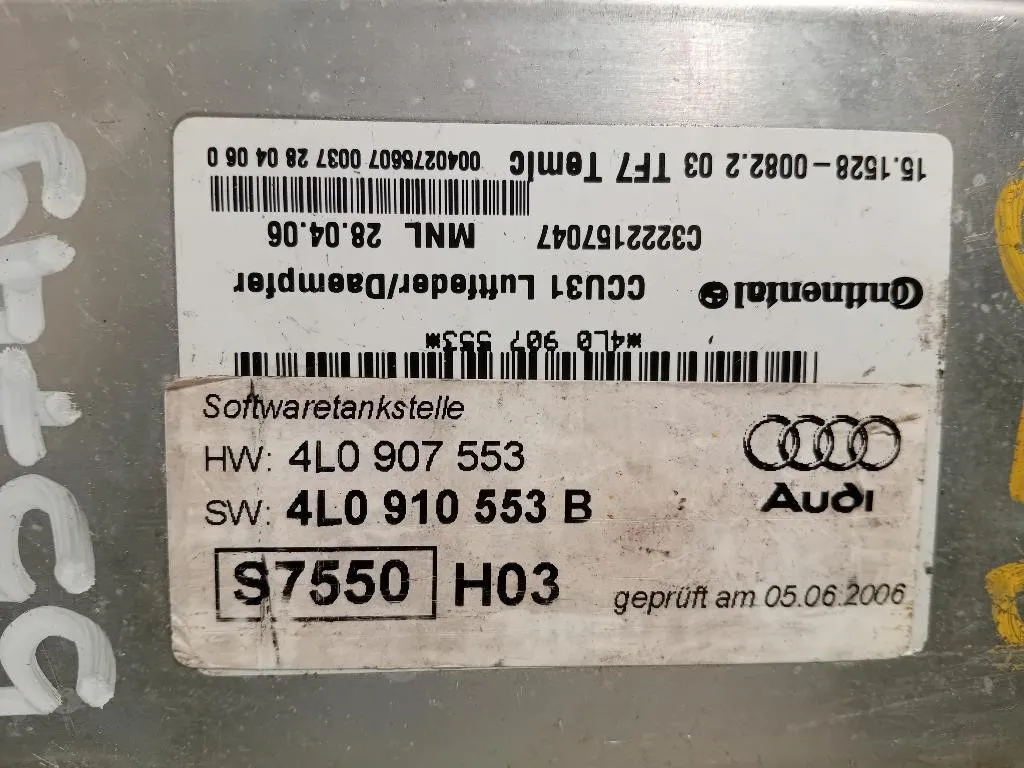 15.1528-0082.2 03 TF7 Temic 0040275607 0037 28 04 06 0
C3222157047 MNL 28.04.06
Continental CCU31 Luftfeder/Daempfer
*4L0 907 553*
Softwaretankstelle
HW: 4L0 907 553
SW: 4L0 910 553 B
Audi
S7550 H03 geprüft am 05.06.2006